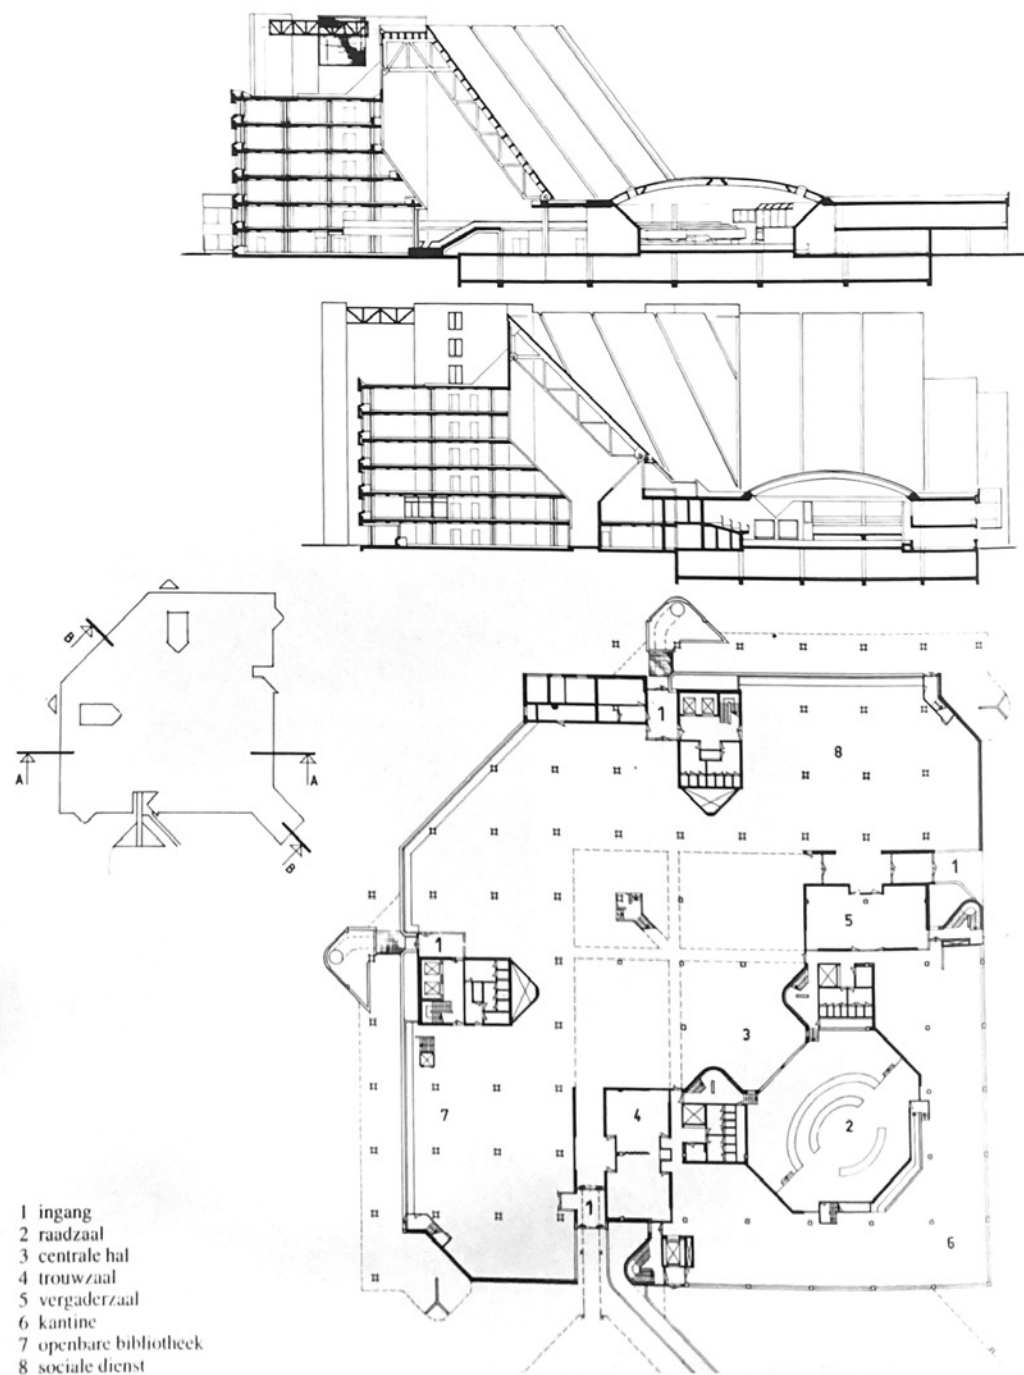 B
A
A
B
1
8
1
5
1
3
4
2
7
1
6
1 ingang
2 raadzaal
3 centrale hal
4 trouwzaal
5 vergaderzaal
6 kantine
7 openbare bibliotheek
8 sociale dienst